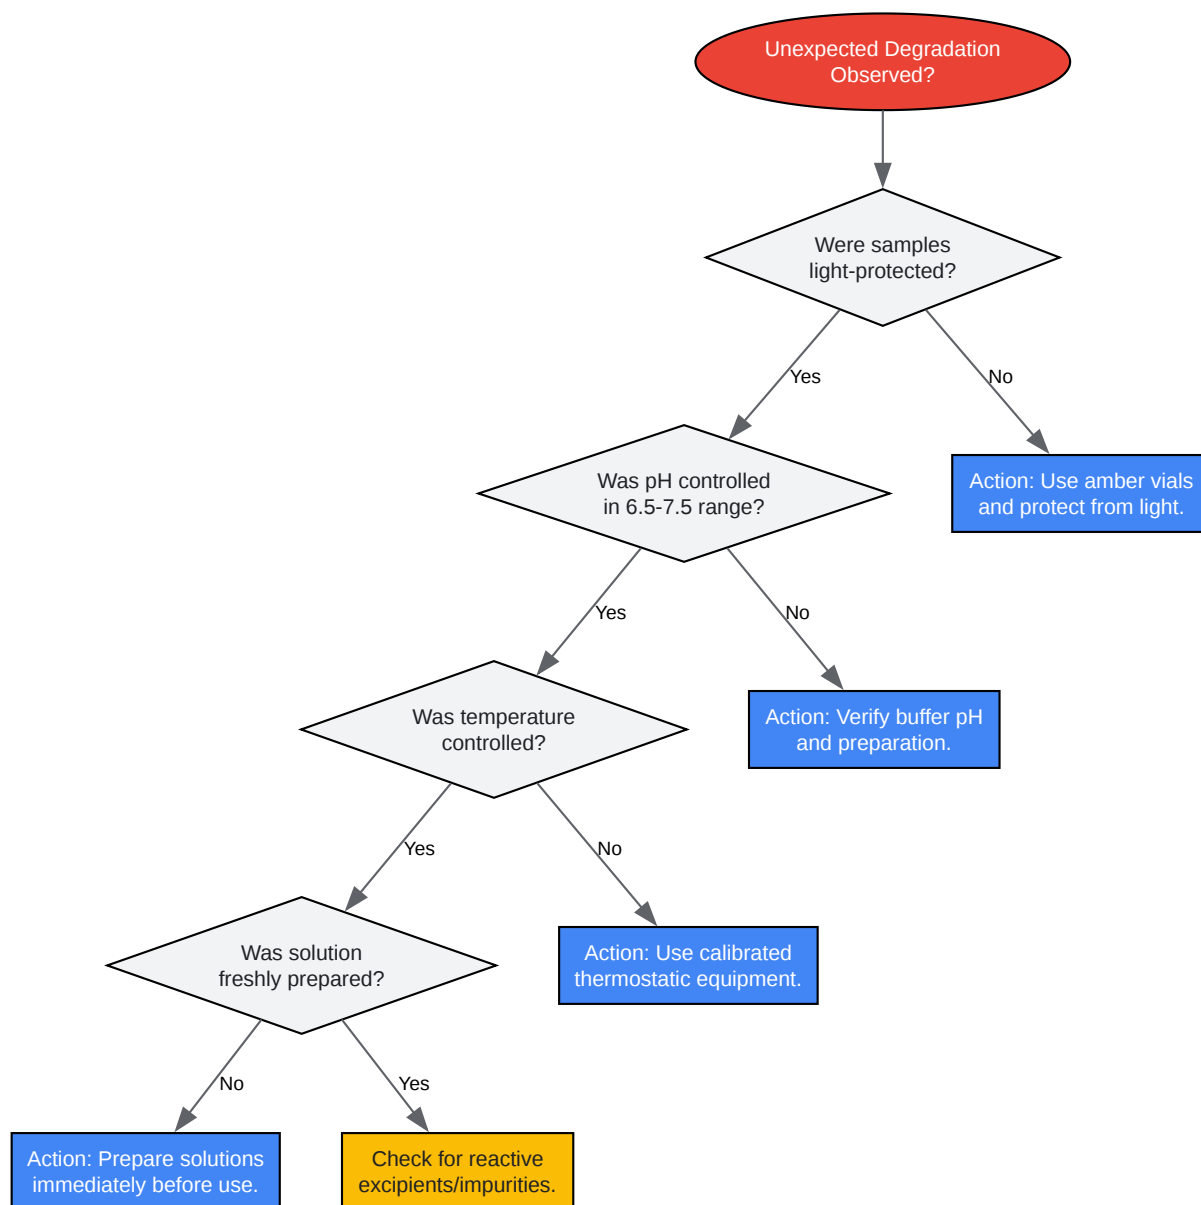 Unexpected Degradation
Observed?
Were samples
light-protected?
Yes
No
Was pH controlled
in 6.5-7.5 range?
Action: Use amber vials
and protect from light.
Yes
No
Was temperature
controlled?
Action: Verify buffer pH
and preparation.
Yes
No
Was solution
freshly prepared?
Action: Use calibrated
thermostatic equipment.
No
Yes
Action: Prepare solutions
immediately before use.
Check for reactive
excipients/impurities.